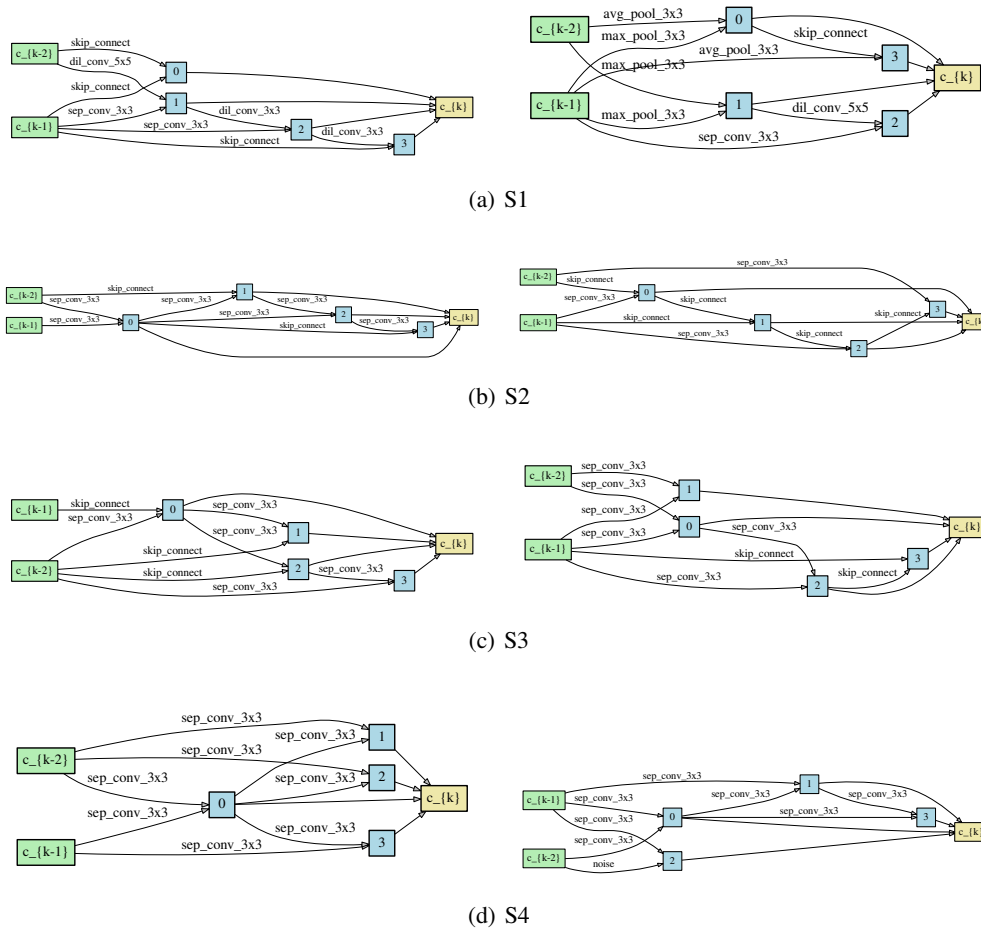 c_{k-2}
skip_connect
dil_conv_5x5
0
skip_connect
1
c_{k-1}
sep_conv_3x3
dil_conv_3x3
sep_conv_3x3
2
dil_conv_3x3
skip_connect
3
c_{k}
avg_pool_3x3
0
c_{k-2}
max_pool_3x3
skip_connect
avg_pool_3x3
3
max_pool_3x3
c_{k}
c_{k-1}
1
max_pool_3x3
dil_conv_5x5
2
sep_conv_3x3
(a) S1
c_{k-2}
skip_connect
1
sep_conv_3x3
sep_conv_3x3
sep_conv_3x3
c_{k-1}
sep_conv_3x3
0
sep_conv_3x3
2
sep_conv_3x3
skip_connect
3
c_{k}
sep_conv_3x3
c_{k-2}
skip_connect
0
sep_conv_3x3
skip_connect
3
c_{k-1}
skip_connect
1
sep_conv_3x3
skip_connect
skip_connect
2
(b) S2
c_{k-1}
skip_connect
0
sep_conv_3x3
sep_conv_3x3
sep_conv_3x3
1
c_{k}
skip_connect
c_{k-2}
skip_connect
2
sep_conv_3x3
sep_conv_3x3
3
sep_conv_3x3
c_{k-2}
sep_conv_3x3
1
sep_conv_3x3
0
sep_conv_3x3
c_{k}
c_{k-1}
sep_conv_3x3
skip_connect
3
sep_conv_3x3
skip_connect
2
(c) S3
sep_conv_3x3
sep_conv_3x3
1
c_{k-2}
sep_conv_3x3
sep_conv_3x3
sep_conv_3x3
2
0
c_{k}
sep_conv_3x3
sep_conv_3x3
3
c_{k-1}
sep_conv_3x3
sep_conv_3x3
1
c_{k-1}
sep_conv_3x3
sep_conv_3x3
sep_conv_3x3
sep_conv_3x3
0
sep_conv_3x3
3
sep_conv_3x3
c_{k-2}
noise
2
(d) S4